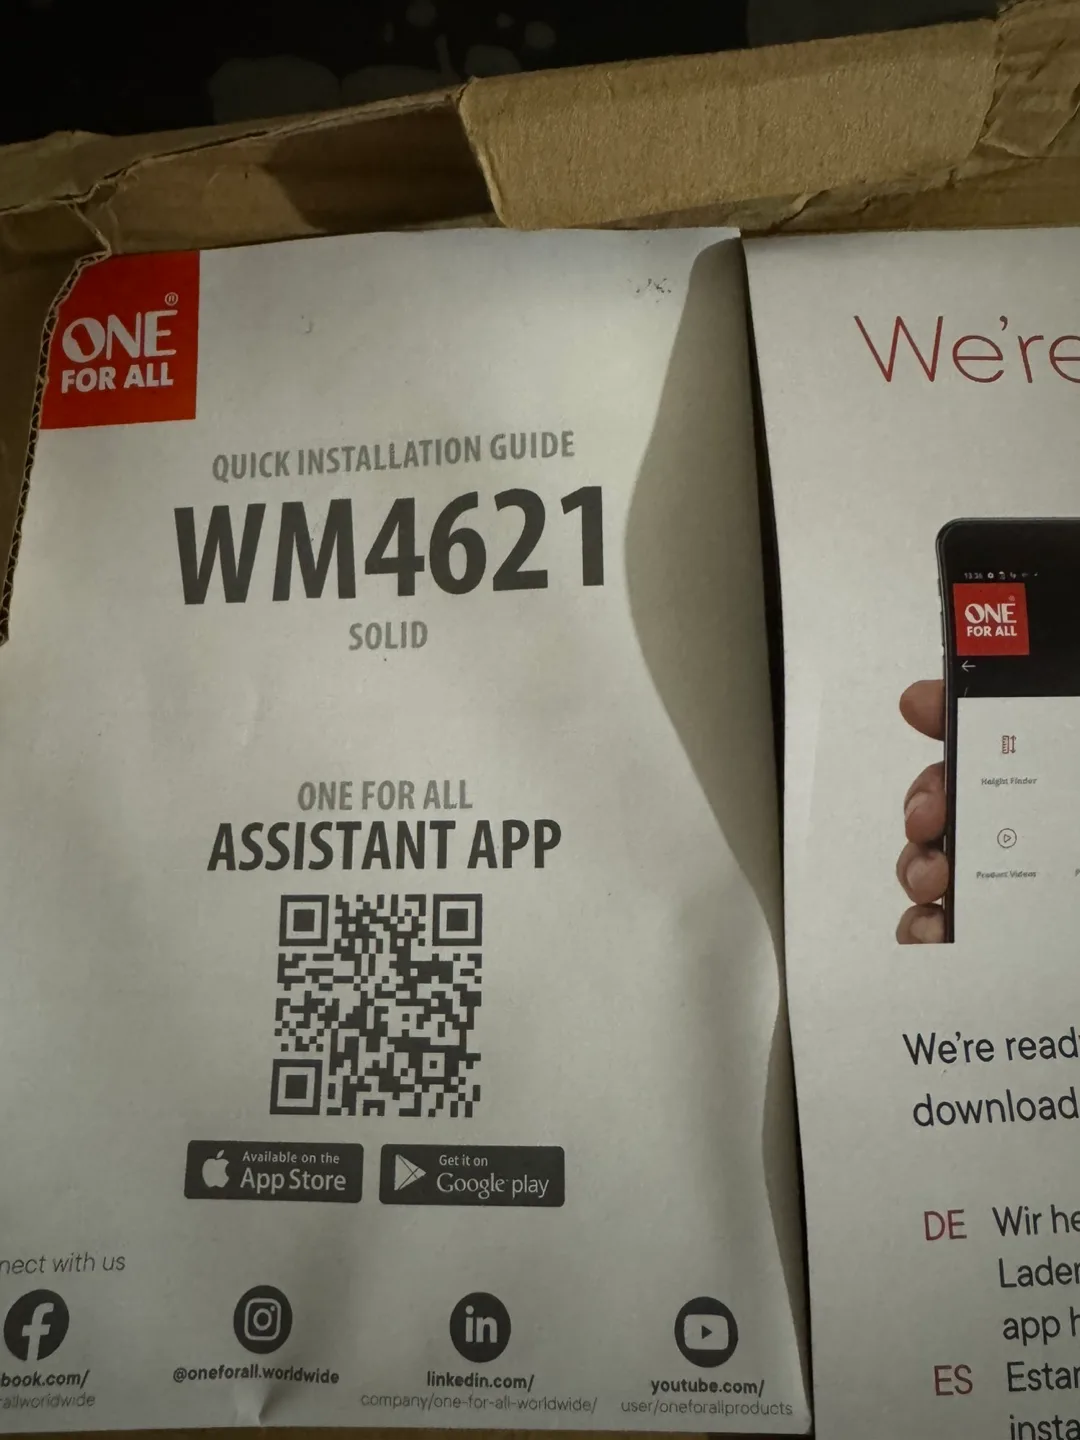 ONE®
FOR ALL
QUICK INSTALLATION GUIDE
WM4621
SOLID
ONE FOR ALL
ASSISTANT APP
Available on the
App Store
Get it on
Google play
nect with us
book.com/
allworldwide
@oneforall.worldwide
linkedin.com/
company/one-for-all-worldwide/
youtube.com/
user/oneforallproducts
We're
13:36
ONE
FOR ALL
Height Finder
Product Videos
We're read
download
DE Wir he
Laden
app h
ES Estar
insta